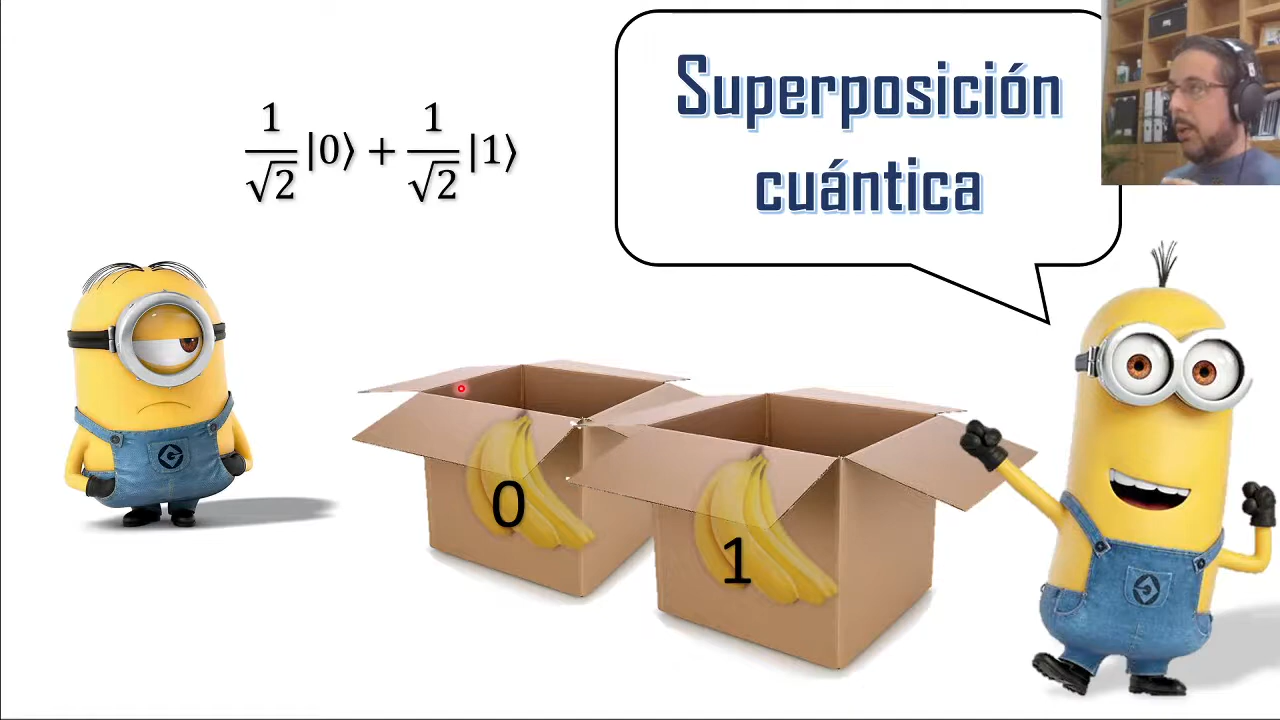 1/√2 |0⟩ + 1/√2 |1⟩
Superposición
cuántica
0
1